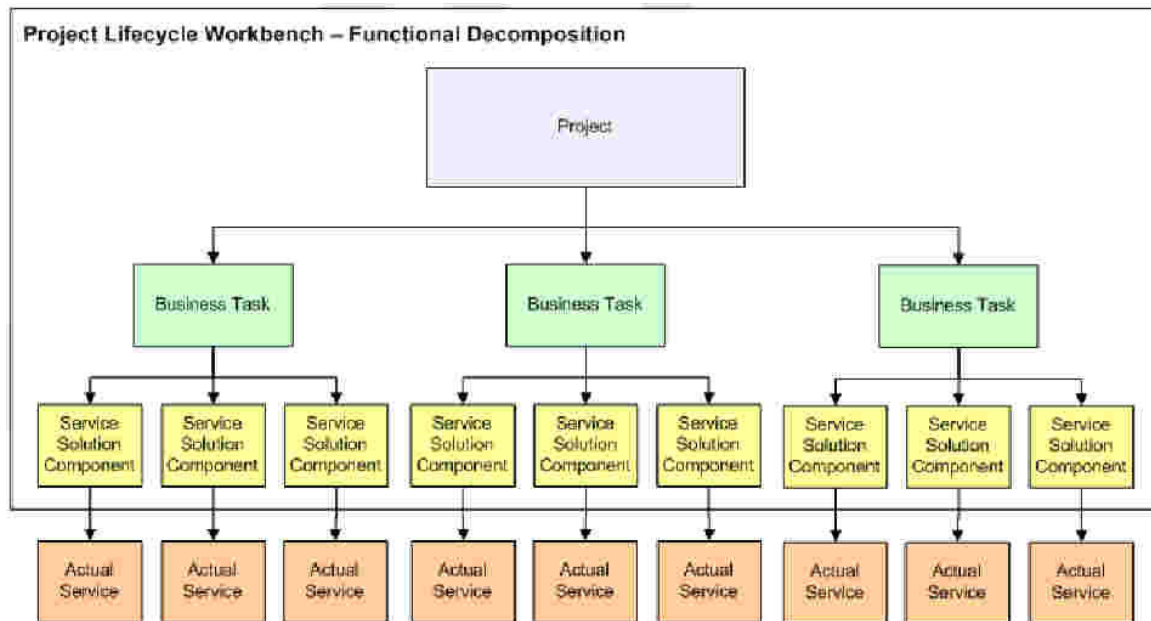 Project Lifecycle Workbench – Functional Decomposition
Project
Business Task
Business Task
Business Task
Service
Solution
Component
Service
Solution
Component
Service
Solution
Component
Service
Solution
Component
Service
Solution
Component
Service
Solution
Component
Service
Solution
Component
Service
Solution
Component
Service
Solution
Component
Actual
Service
Actual
Service
Actual
Service
Actual
Service
Actual
Service
Actual
Service
Actual
Service
Actual
Service
Actual
Service